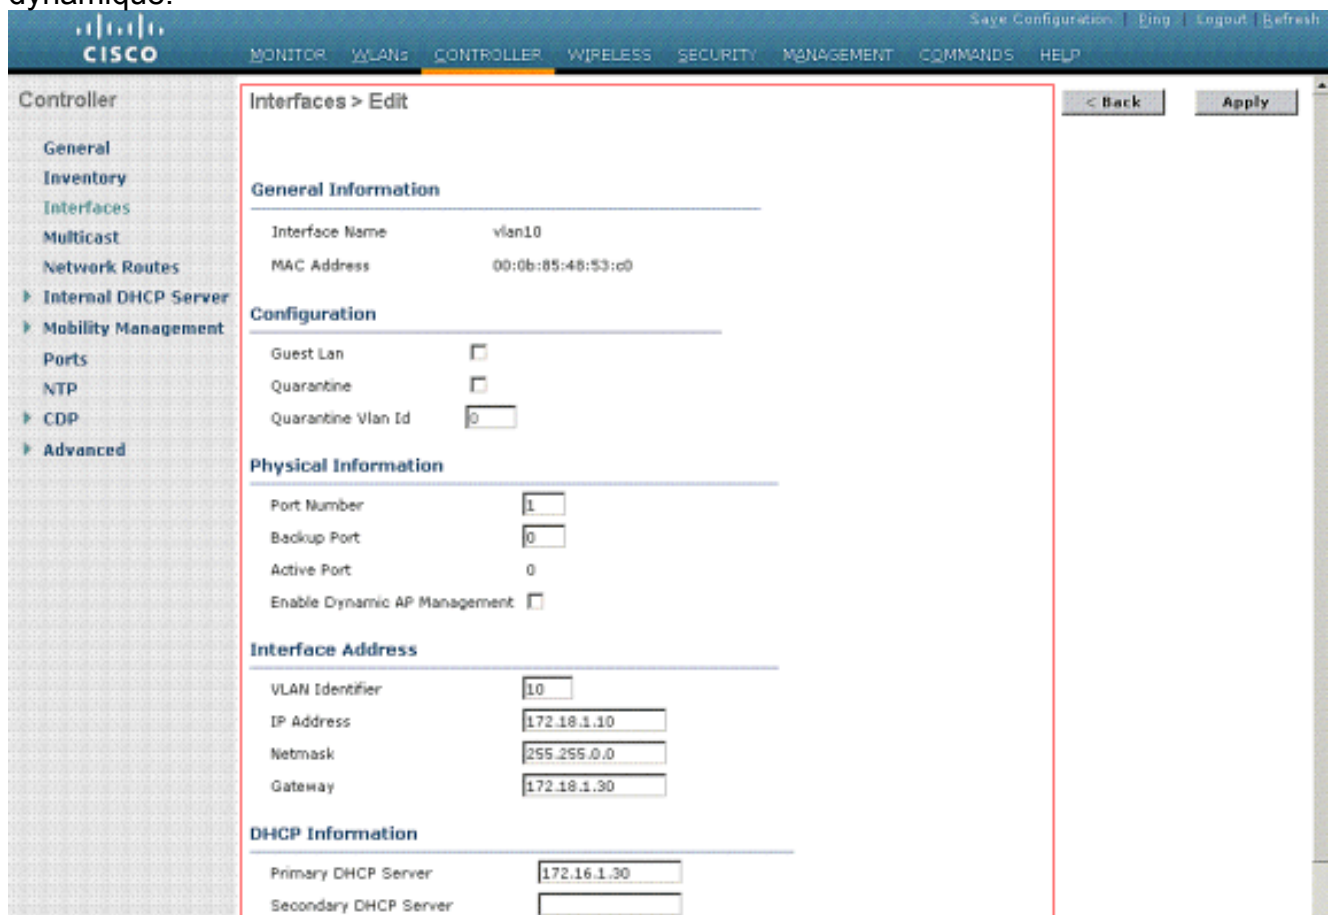 dynamique.
Save Configuration | Ping | Logout | Refresh
CISCO
MONITOR WLANs CONTROLLER WIRELESS SECURITY MANAGEMENT COMMANDS HELP
Controller
General
Inventory
Interfaces
Multicast
Network Routes
Internal DHCP Server
Mobility Management
Ports
NTP
CDP
Advanced
Interfaces > Edit
< Back
Apply
General Information
Interface Name vlan10
MAC Address 00:0b:85:48:53:c0
Configuration
Guest Lan
Quarantine
Quarantine Vlan Id 0
Physical Information
Port Number 1
Backup Port 0
Active Port 0
Enable Dynamic AP Management
Interface Address
VLAN Identifier 10
IP Address 172.18.1.10
Netmask 255.255.0.0
Gateway 172.18.1.30
DHCP Information
Primary DHCP Server 172.16.1.30
Secondary DHCP Server